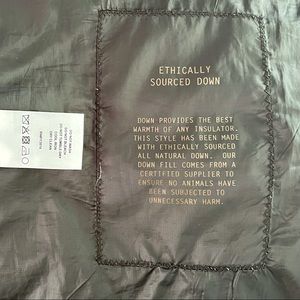 ETHICALLY
SOURCED DOWN
DOWN PROVIDES THE BEST
WARMTH OF ANY INSULATOR.
THIS STYLE HAS BEEN MADE
WITH ETHICALLY SOURCED
ALL NATURAL DOWN. OUR
DOWN FILL COMES FROM A
CERTIFIED SUPPLIER TO
ENSURE NO ANIMALS HAVE
BEEN SUBJECTED TO
UNNECESSARY HARM.